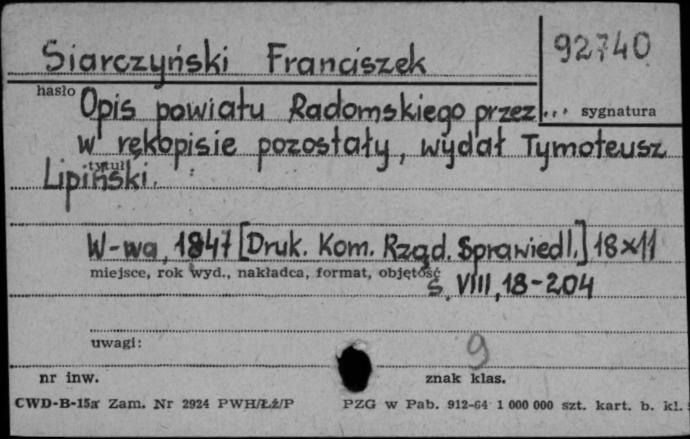 Siarczyński Franciszek
92740
hasło
Opis powiatu Radomskiego przez ...
sygnatura
w rękopisie pozostały, wydał Tymoteusz
tytuł
Lipiński.
W-wa, 1847 [Druk. Kom. Rząd. Sprawiedl.] 18x11
miejsce, rok wyd., nakładca, format, objętość
s. VIII, 18-204
uwagi:
9
nr inw.
znak klas.
CWD-B-15a Zam. Nr 2924 PWH/Łż/P PZG w Pab. 912-64 1 000 000 szt. kart. b. kl.